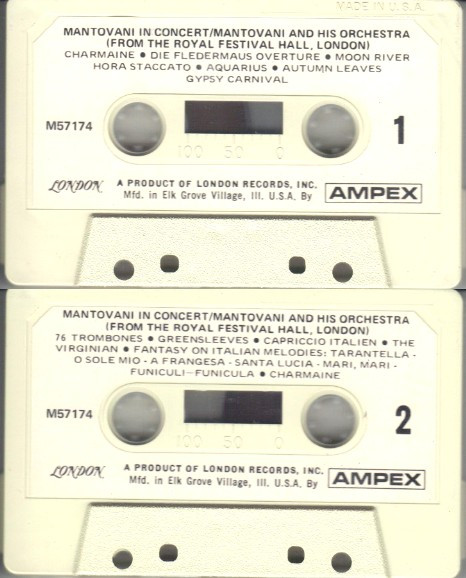 MADE IN U.S.A.
MANTOVANI IN CONCERT/MANTOVANI AND HIS ORCHESTRA
(FROM THE ROYAL FESTIVAL HALL, LONDON)
CHARMAINE ● DIE FLEDERMAUS OVERTURE ● MOON RIVER
HORA STACCATO ● AQUARIUS ● AUTUMN LEAVES
GYPSY CARNIVAL
M57174
1
100 50 0
LONDON
A PRODUCT OF LONDON RECORDS, INC.
Mfd. in Elk Grove Village, Ill. U.S.A. By
AMPEX
MANTOVANI IN CONCERT/MANTOVANI AND HIS ORCHESTRA
(FROM THE ROYAL FESTIVAL HALL, LONDON)
76 TROMBONES ● GREENSLEEVES ● CAPRICCIO ITALIEN ● THE
VIRGINIAN ● FANTASY ON ITALIAN MELODIES: TARANTELLA -
O SOLE MIO - A FRANGESA - SANTA LUCIA - MARI, MARI -
FUNICULI-FUNICULA ● CHARMAINE
M57174
2
100 50 0
LONDON
A PRODUCT OF LONDON RECORDS, INC.
Mfd. in Elk Grove Village, Ill. U.S.A. By
AMPEX